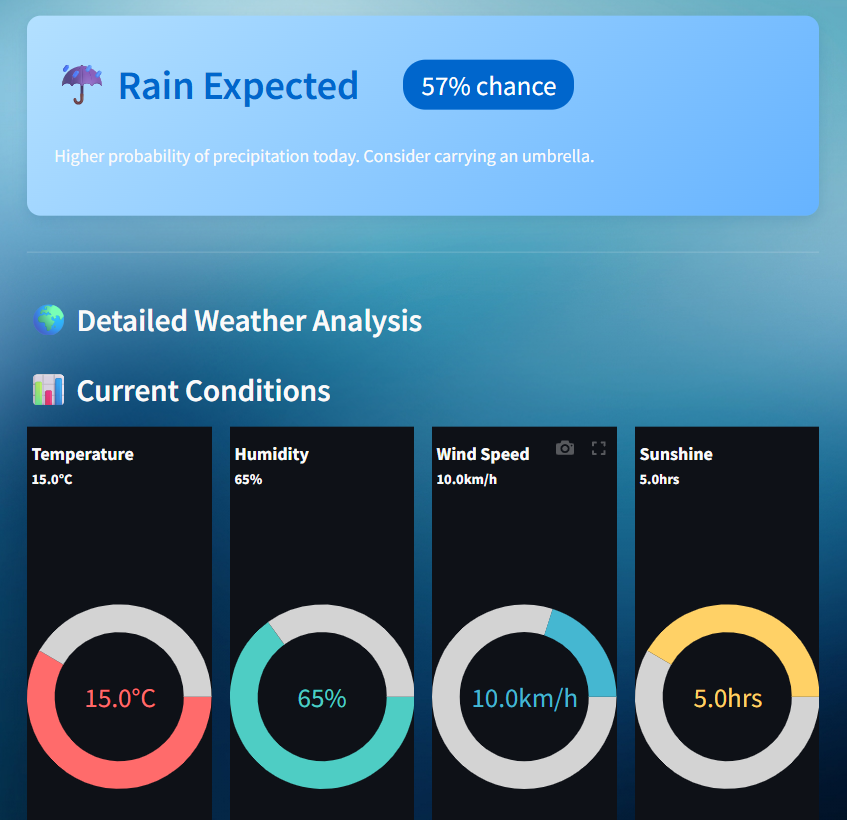 Rain Expected
57% chance
Higher probability of precipitation today. Consider carrying an umbrella.
Detailed Weather Analysis
Current Conditions
Temperature
15.0°C
Humidity
65%
Wind Speed
10.0km/h
Sunshine
5.0hrs
15.0°C
65%
10.0km/h
5.0hrs